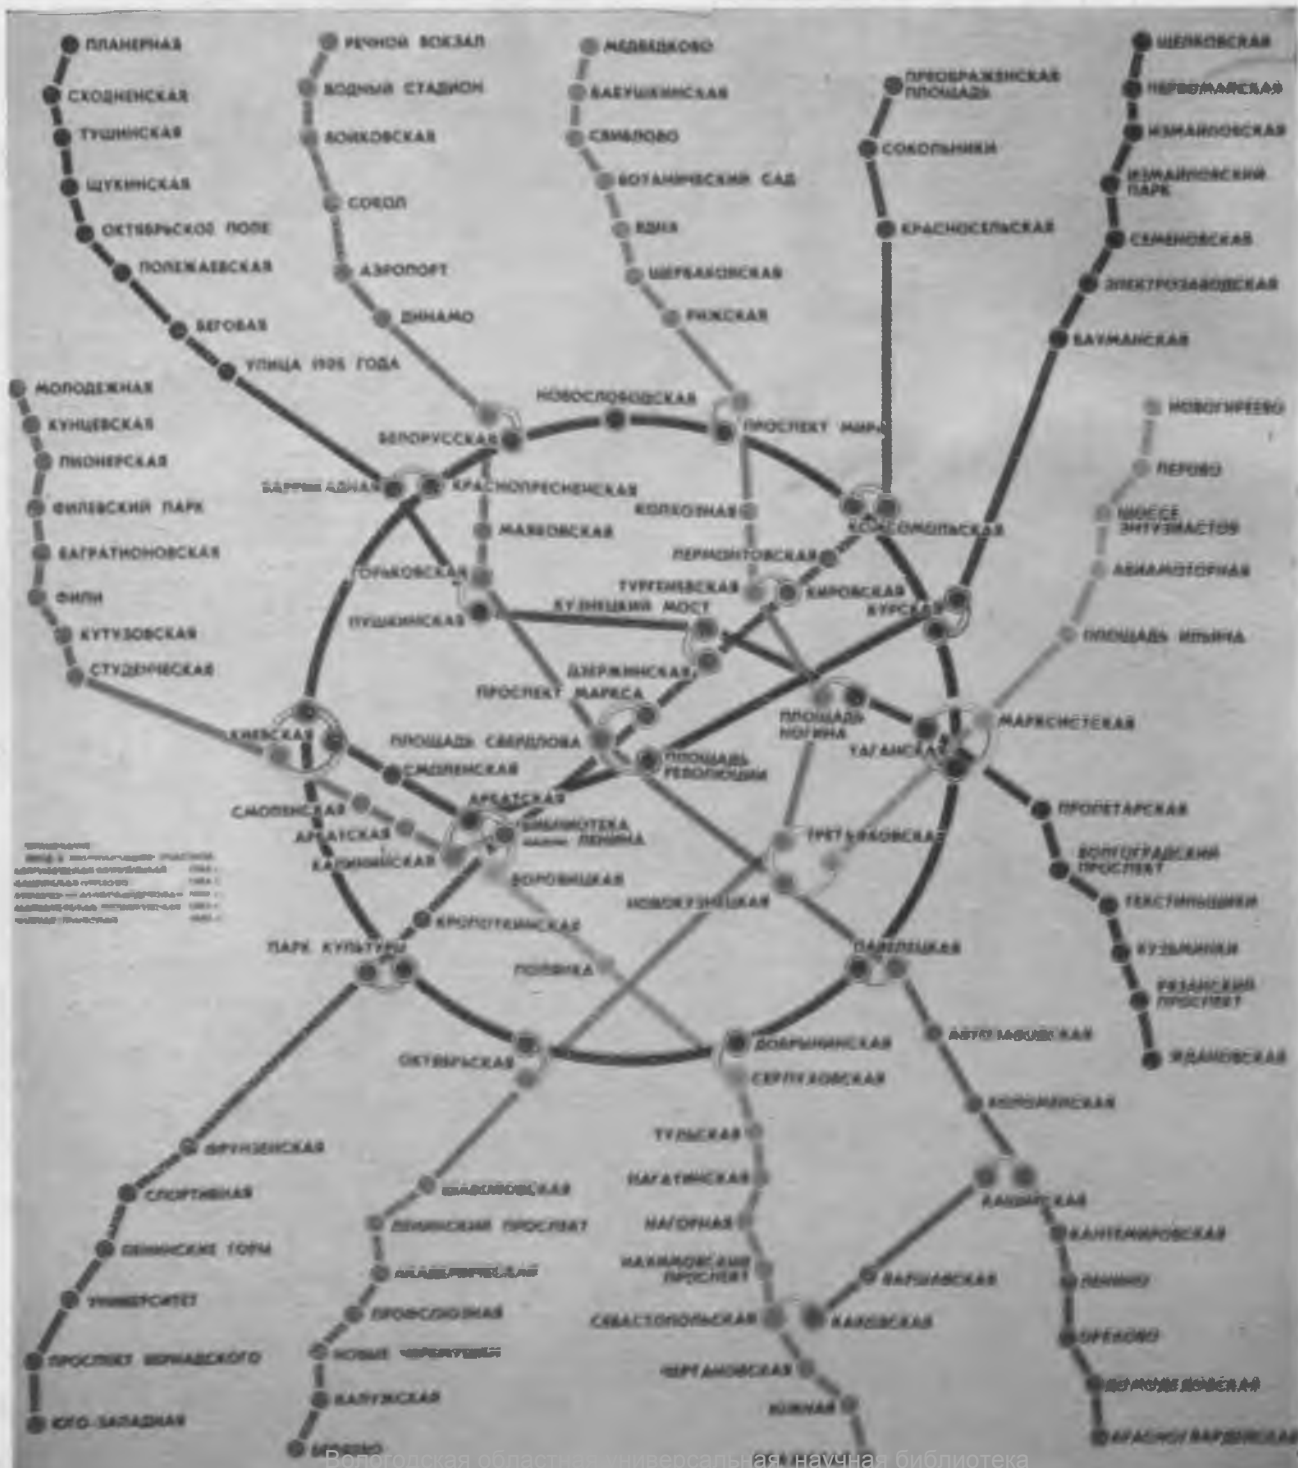 ПЛАНЕРНАЯ
СХОДНЕНСКАЯ
ТУШИНСКАЯ
ЩУКИНСКАЯ
ОКТЯБРЬСКОЕ ПОЛЕ
ПОЛЕЖАЕВСКАЯ
БЕГОВАЯ
УЛИЦА 1905 ГОДА
РЕЧНОЙ ВОКЗАЛ
ВОДНЫЙ СТАДИОН
ВОЙКОВСКАЯ
СОКОЛ
АЭРОПОРТ
ДИНАМО
МЕДВЕДКОВО
БАБУШКИНСКАЯ
СВИБЛОВО
БОТАНИЧЕСКИЙ САД
ВДНХ
ЩЕРБАКОВСКАЯ
РИЖСКАЯ
ПРЕОБРАЖЕНСКАЯ
ПЛОЩАДЬ
СОКОЛЬНИКИ
КРАСНОСЕЛЬСКАЯ
ЩЕЛКОВСКАЯ
ПЕРВОМАЙСКАЯ
ИЗМАЙЛОВСКАЯ
ИЗМАЙЛОВСКИЙ
ПАРК
СЕМЕНОВСКАЯ
ЭЛЕКТРОЗАВОДСКАЯ
БАУМАНСКАЯ
МОЛОДЕЖНАЯ
КУНЦЕВСКАЯ
ПИОНЕРСКАЯ
ФИЛЕВСКИЙ ПАРК
БАГРАТИОНОВСКАЯ
ФИЛИ
КУТУЗОВСКАЯ
СТУДЕНЧЕСКАЯ
НОВОГИРЕЕВО
ПЕРОВО
ШОССЕ
ЭНТУЗИАСТОВ
АВИАМОТОРНАЯ
ПЛОЩАДЬ ИЛЬИЧА
МАРКСИСТСКАЯ
НОВОСЛОБОДСКАЯ
БЕЛОРУССКАЯ
ПРОСПЕКТ МИРА
БАРРИКАДНАЯ
КРАСНОПРЕСНЕНСКАЯ
КОЛХОЗНАЯ
КОМСОМОЛЬСКАЯ
МАЯКОВСКАЯ
ЛЕРМОНТОВСКАЯ
ГОРЬКОВСКАЯ
ТУРГЕНЕВСКАЯ
КИРОВСКАЯ
КУРСКАЯ
ПУШКИНСКАЯ
КУЗНЕЦКИЙ МОСТ
ДЗЕРЖИНСКАЯ
ПРОСПЕКТ МАРКСА
ПЛОЩАДЬ
НОГИНА
ТАГАНСКАЯ
КИЕВСКАЯ
ПЛОЩАДЬ СВЕРДЛОВА
ПЛОЩАДЬ
РЕВОЛЮЦИИ
СМОЛЕНСКАЯ
АРБАТСКАЯ
СМОЛЕНСКАЯ
АРБАТСКАЯ
БИБЛИОТЕКА
ЛЕНИНА
КАЛИНИНСКАЯ
БОРОВИЦКАЯ
ТРЕТЬЯКОВСКАЯ
НОВОКУЗНЕЦКАЯ
КРОПОТКИНСКАЯ
ПАРК КУЛЬТУРЫ
ПОЛЯНКА
ПАВЕЛЕЦКАЯ
ОКТЯБРЬСКАЯ
ДОБРЫНИНСКАЯ
СЕРПУХОВСКАЯ
ПРОЛЕТАРСКАЯ
ВОЛГОГРАДСКИЙ
ПРОСПЕКТ
ТЕКСТИЛЬЩИКИ
КУЗЬМИНКИ
РЯЗАНСКИЙ
ПРОСПЕКТ
ЖДАНОВСКАЯ
АВТОЗАВОДСКАЯ
КОЛОМЕНСКАЯ
КАШИРСКАЯ
КАНТЕМИРОВСКАЯ
ЛЕНИНО
ОРЕХОВО
ДОМОДЕДОВСКАЯ
КРАСНОГВАРДЕЙСКАЯ
ВАРШАВСКАЯ
КАХОВСКАЯ
ТУЛЬСКАЯ
НАГАТИНСКАЯ
НАГОРНАЯ
НАХИМОВСКИЙ
ПРОСПЕКТ
СЕВАСТОПОЛЬСКАЯ
ЧЕРТАНОВСКАЯ
ЮЖНАЯ
ФРУНЗЕНСКАЯ
СПОРТИВНАЯ
ЛЕНИНСКИЕ ГОРЫ
УНИВЕРСИТЕТ
ПРОСПЕКТ ВЕРНАДСКОГО
ЮГО-ЗАПАДНАЯ
ШАБОЛОВСКАЯ
ЛЕНИНСКИЙ ПРОСПЕКТ
АКАДЕМИЧЕСКАЯ
ПРОФСОЮЗНАЯ
НОВЫЕ ЧЕРЕМУШКИ
КАЛУЖСКАЯ
БЕЛЯЕВО
Вологодская областная универсальная научная библиотека